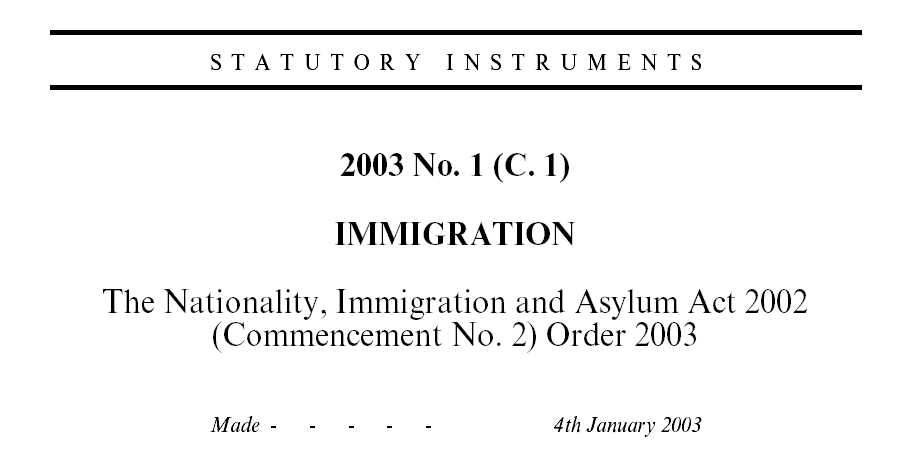 STATUTORY INSTRUMENTS
2003 No. 1 (C. 1)
IMMIGRATION
The Nationality, Immigration and Asylum Act 2002
(Commencement No. 2) Order 2003
Made - - - - - 4th January 2003